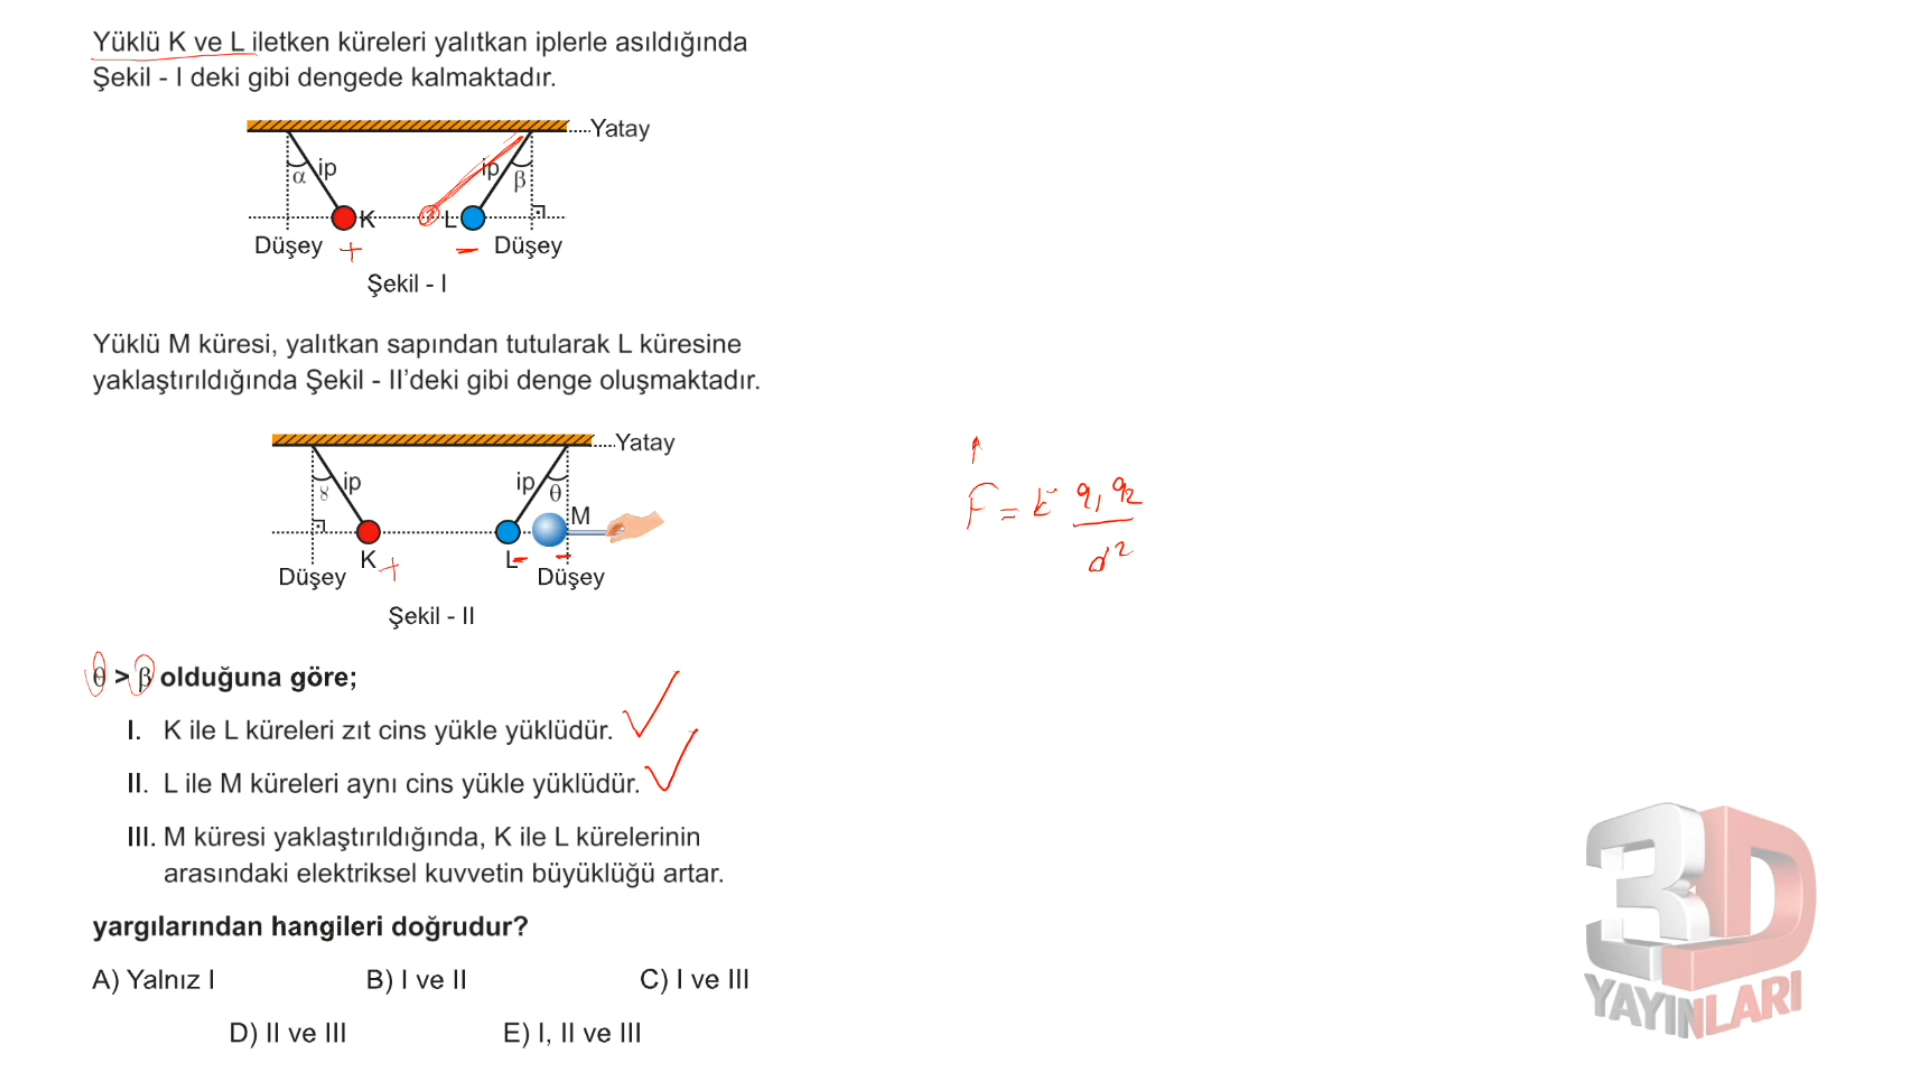 Yüklü K ve L iletken küreleri yalıtkan iplerle asıldığında
Şekil - I deki gibi dengede kalmaktadır.
Yatay
α ip
ip β
K L
Düşey + - Düşey
Şekil - I
Yüklü M küresi, yalıtkan sapından tutularak L küresine
yaklaştırıldığında Şekil - II'deki gibi denge oluşmaktadır.
Yatay
४ ip
ip θ
M
K + L - -
Düşey Düşey
Şekil - II
F = k q1 q2
d2
θ > β olduğuna göre;
I. K ile L küreleri zıt cins yükle yüklüdür.
II. L ile M küreleri aynı cins yükle yüklüdür.
III. M küresi yaklaştırıldığında, K ile L kürelerinin
arasındaki elektriksel kuvvetin büyüklüğü artar.
yargılarından hangileri doğrudur?
A) Yalnız I B) I ve II C) I ve III
D) II ve III E) I, II ve III
3D
YAYINLARI